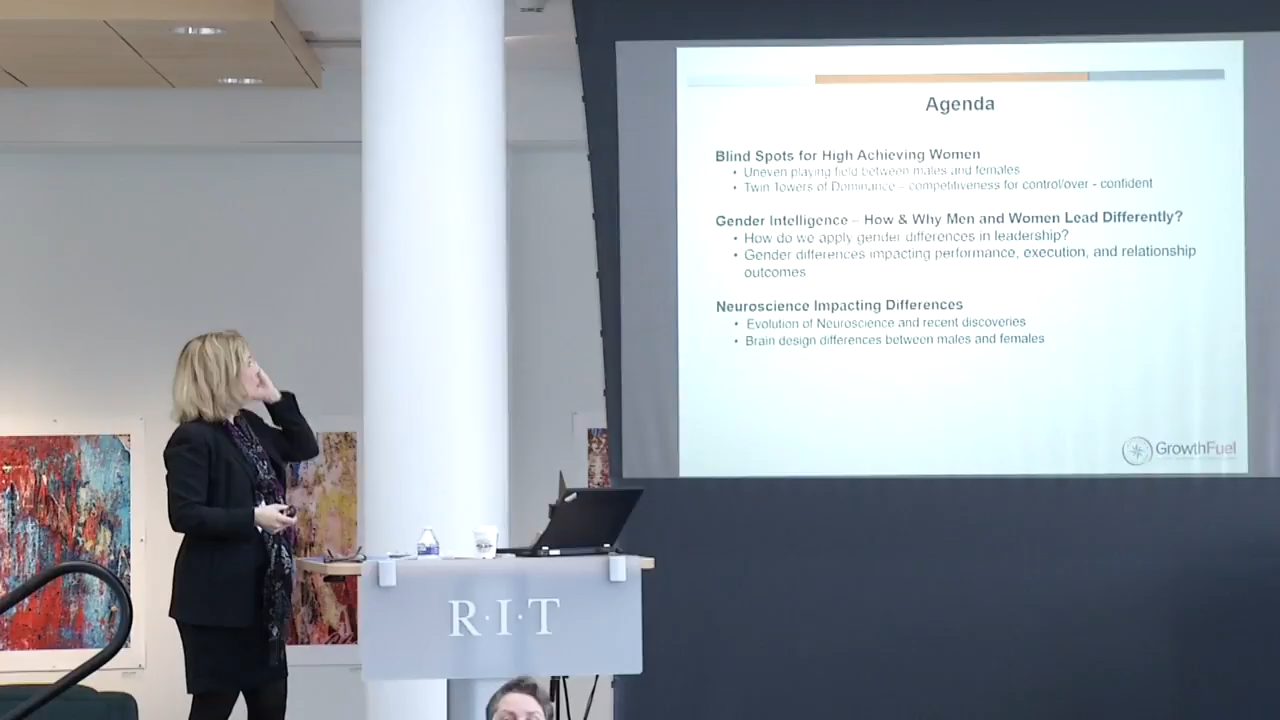 Agenda
Blind Spots for High Achieving Women
• Uneven playing field between males and females
• Twin Towers of Dominance – competitiveness for control/over - confident
Gender Intelligence – How & Why Men and Women Lead Differently?
• How do we apply gender differences in leadership?
• Gender differences impacting performance, execution, and relationship
outcomes
Neuroscience Impacting Differences
• Evolution of Neuroscience and recent discoveries
• Brain design differences between males and females
GrowthFuel
R·I·T